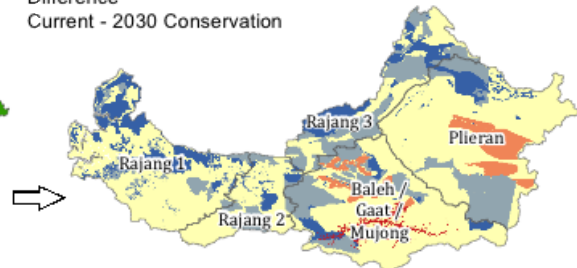 Current - 2030 Conservation
Rajang 3
Plieran
Rajang 1
Baleh /
Gaat /
Mujong
Rajang 2